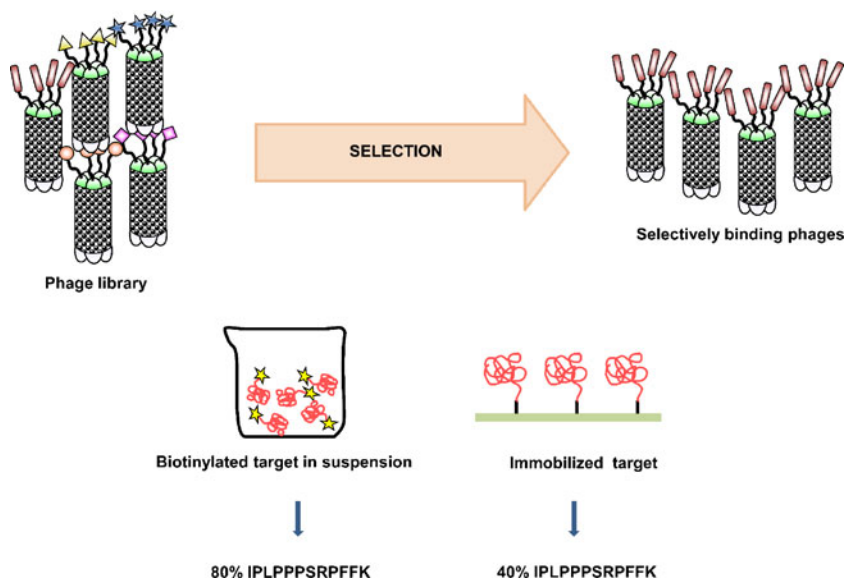 SELECTION
Phage library
Selectively binding phages
Biotinylated target in suspension
Immobilized target
80% IPLPPPSRPFFK
40% IPLPPPSRPFFK